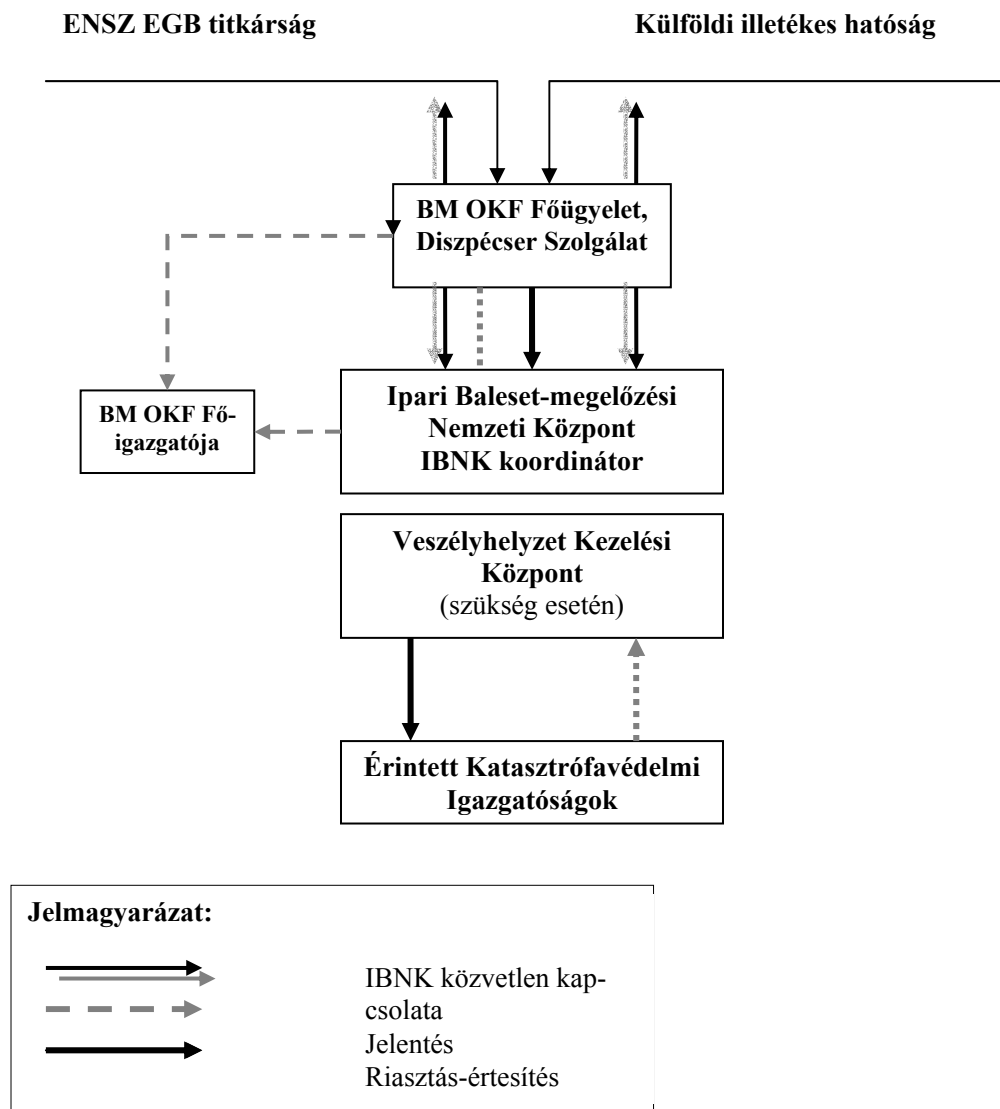 ENSZ EGB titkárság
Külföldi illetékes hatóság
BM OKF Főügyelet,
Diszpécser Szolgálat
BM OKF Fő-
igazgatója
Ipari Baleset-megelőzési
Nemzeti Központ
IBNK koordinátor
Veszélyhelyzet Kezelési
Központ
(szükség esetén)
Érintett Katasztrófavédelmi
Igazgatóságok
Jelmagyarázat:
IBNK közvetlen kap-
csolata
Jelentés
Riasztás-értesítés